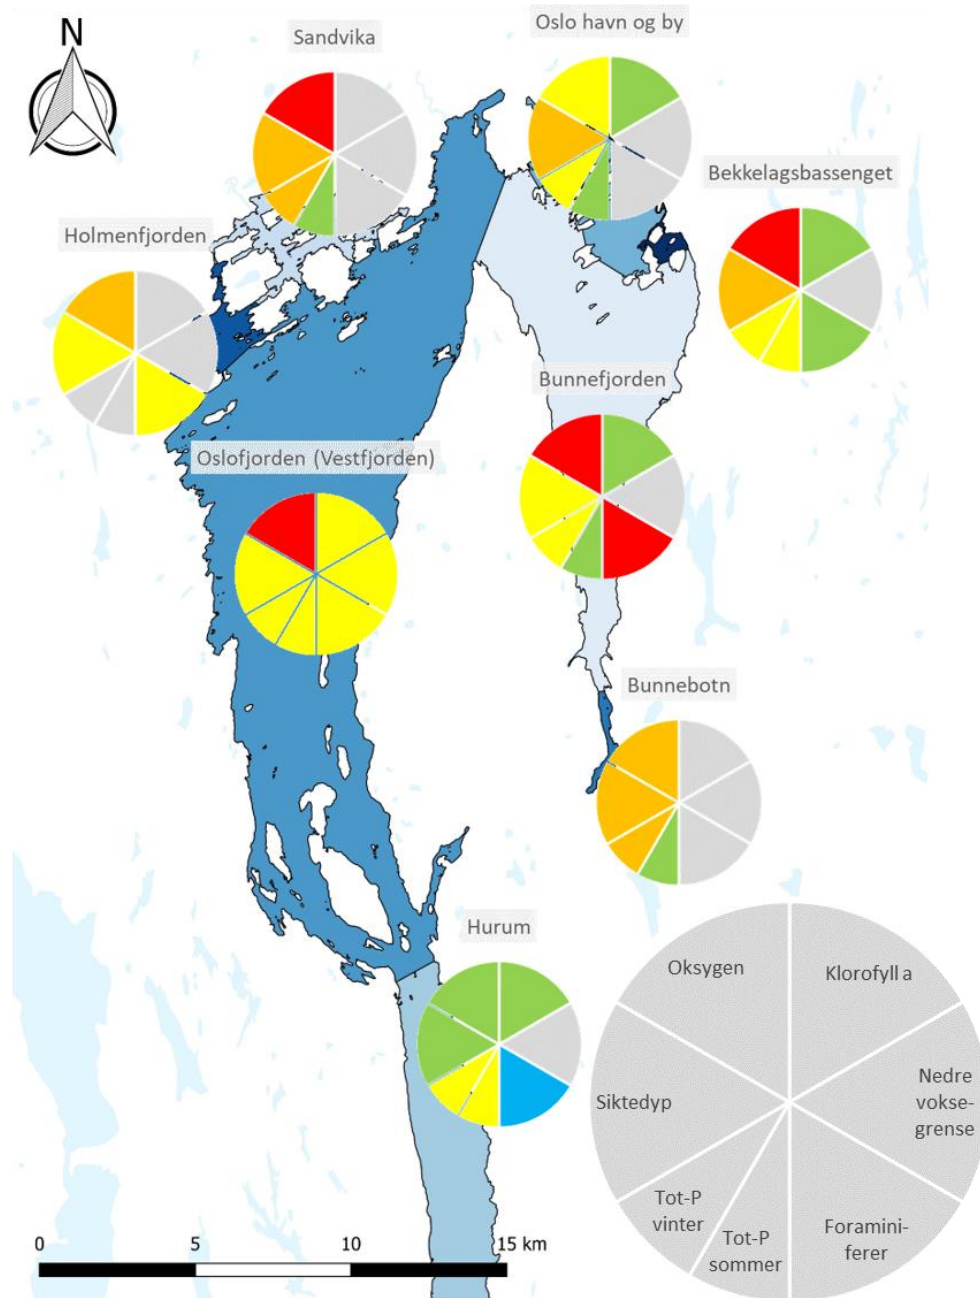 N
Sandvika
Oslo havn og by
Bekkelagsbassenget
Holmenfjorden
Bunnefjorden
Oslofjorden (Vestfjorden)
Bunnebotn
Hurum
Oksygen
Klorofyll a
Siktedyp
Nedre
vokse-
grense
Tot-P
vinter
Tot-P
sommer
Foramini-
ferer
0 5 10 15 km